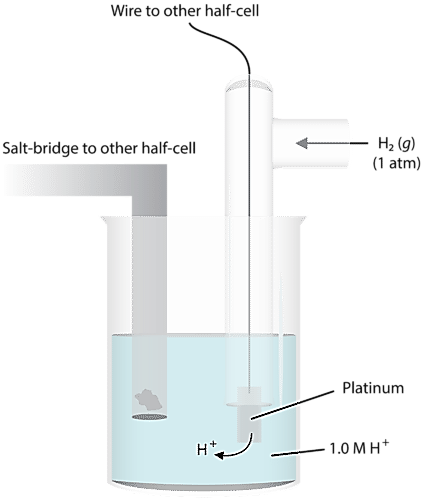 Wire to other half-cell
Salt-bridge to other half-cell
H₂ (g)
(1 atm)
Platinum
H⁺
1.0 M H⁺